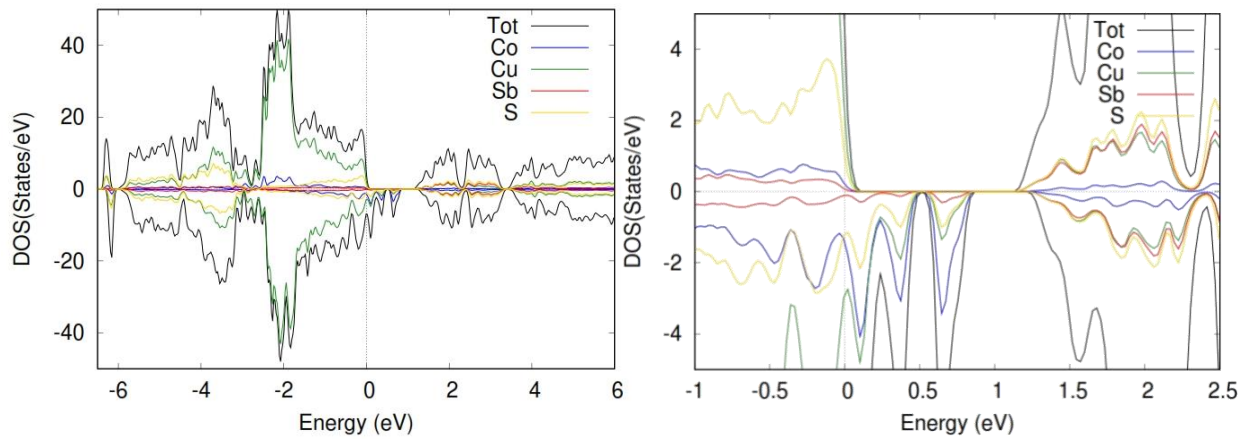 40
20
0
-20
-40
DOS(States/eV)
Tot
Co
Cu
Sb
S
-6 -4 -2 0 2 4 6
Energy (eV)
4
2
0
-2
-4
DOS(States/eV)
Tot
Co
Cu
Sb
S
-1 -0.5 0 0.5 1 1.5 2 2.5
Energy (eV)